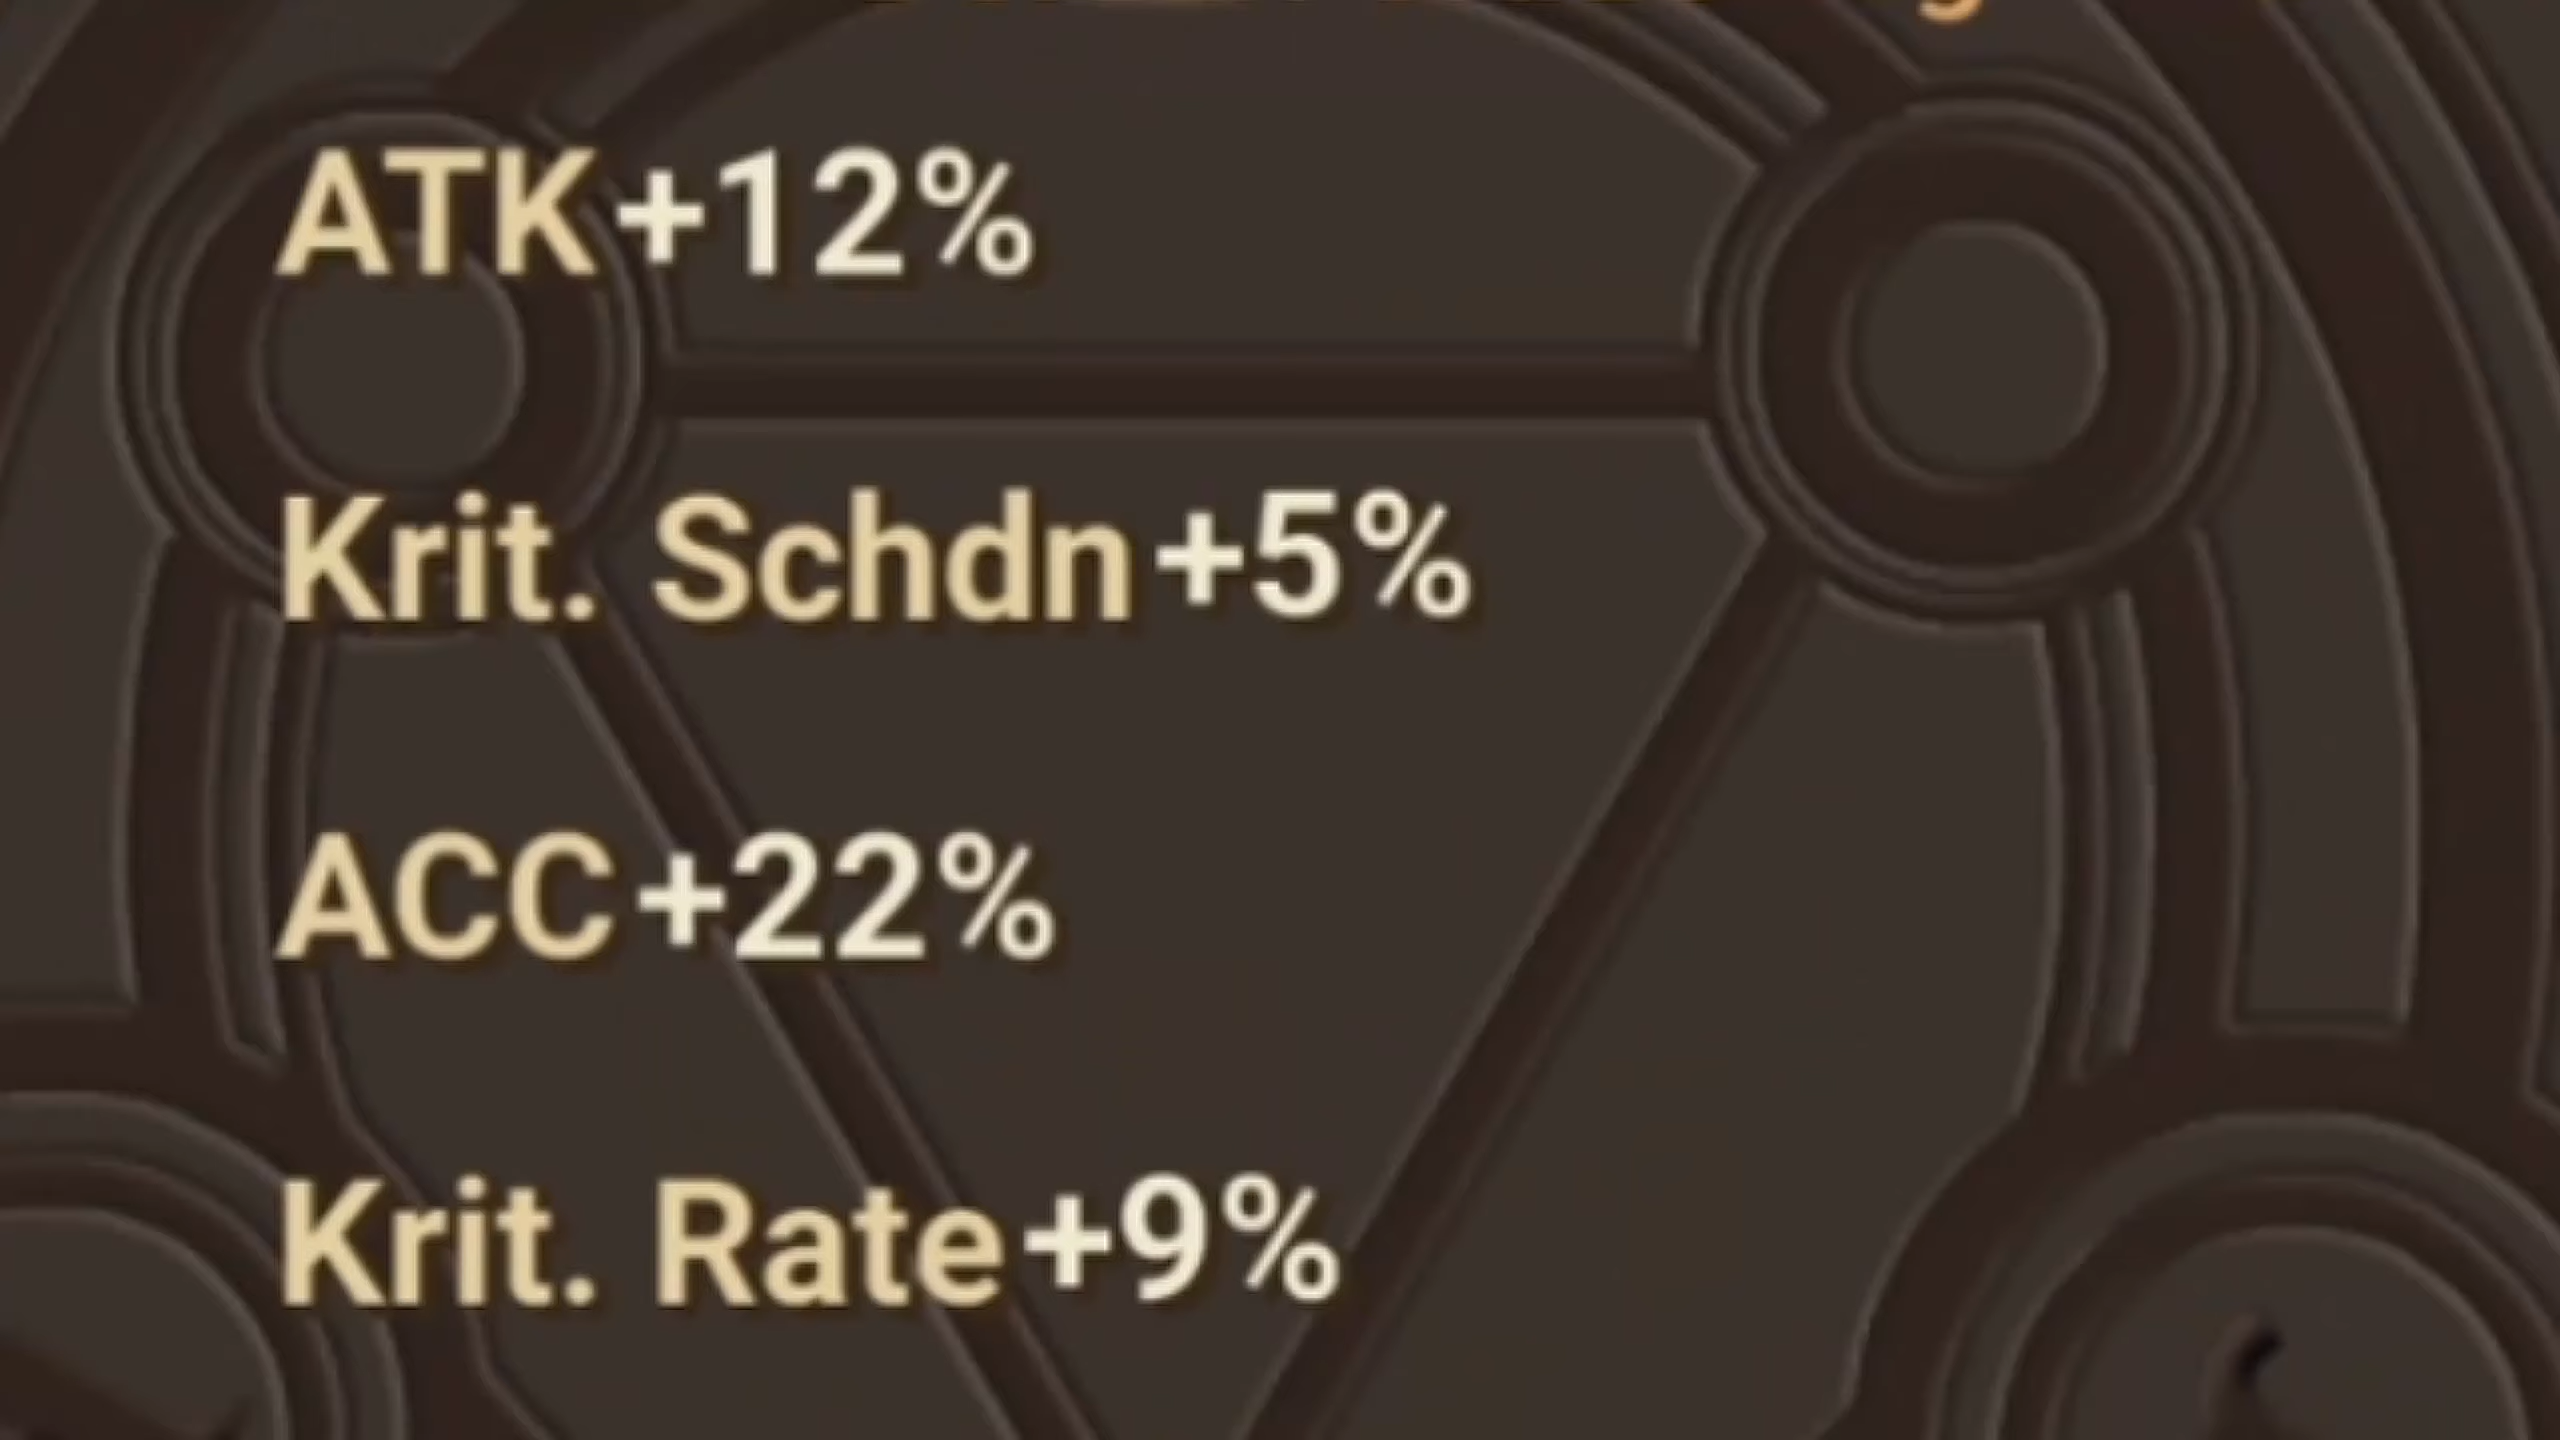 ATK +12%
Krit. Schdn +5%
ACC +22%
Krit. Rate +9%